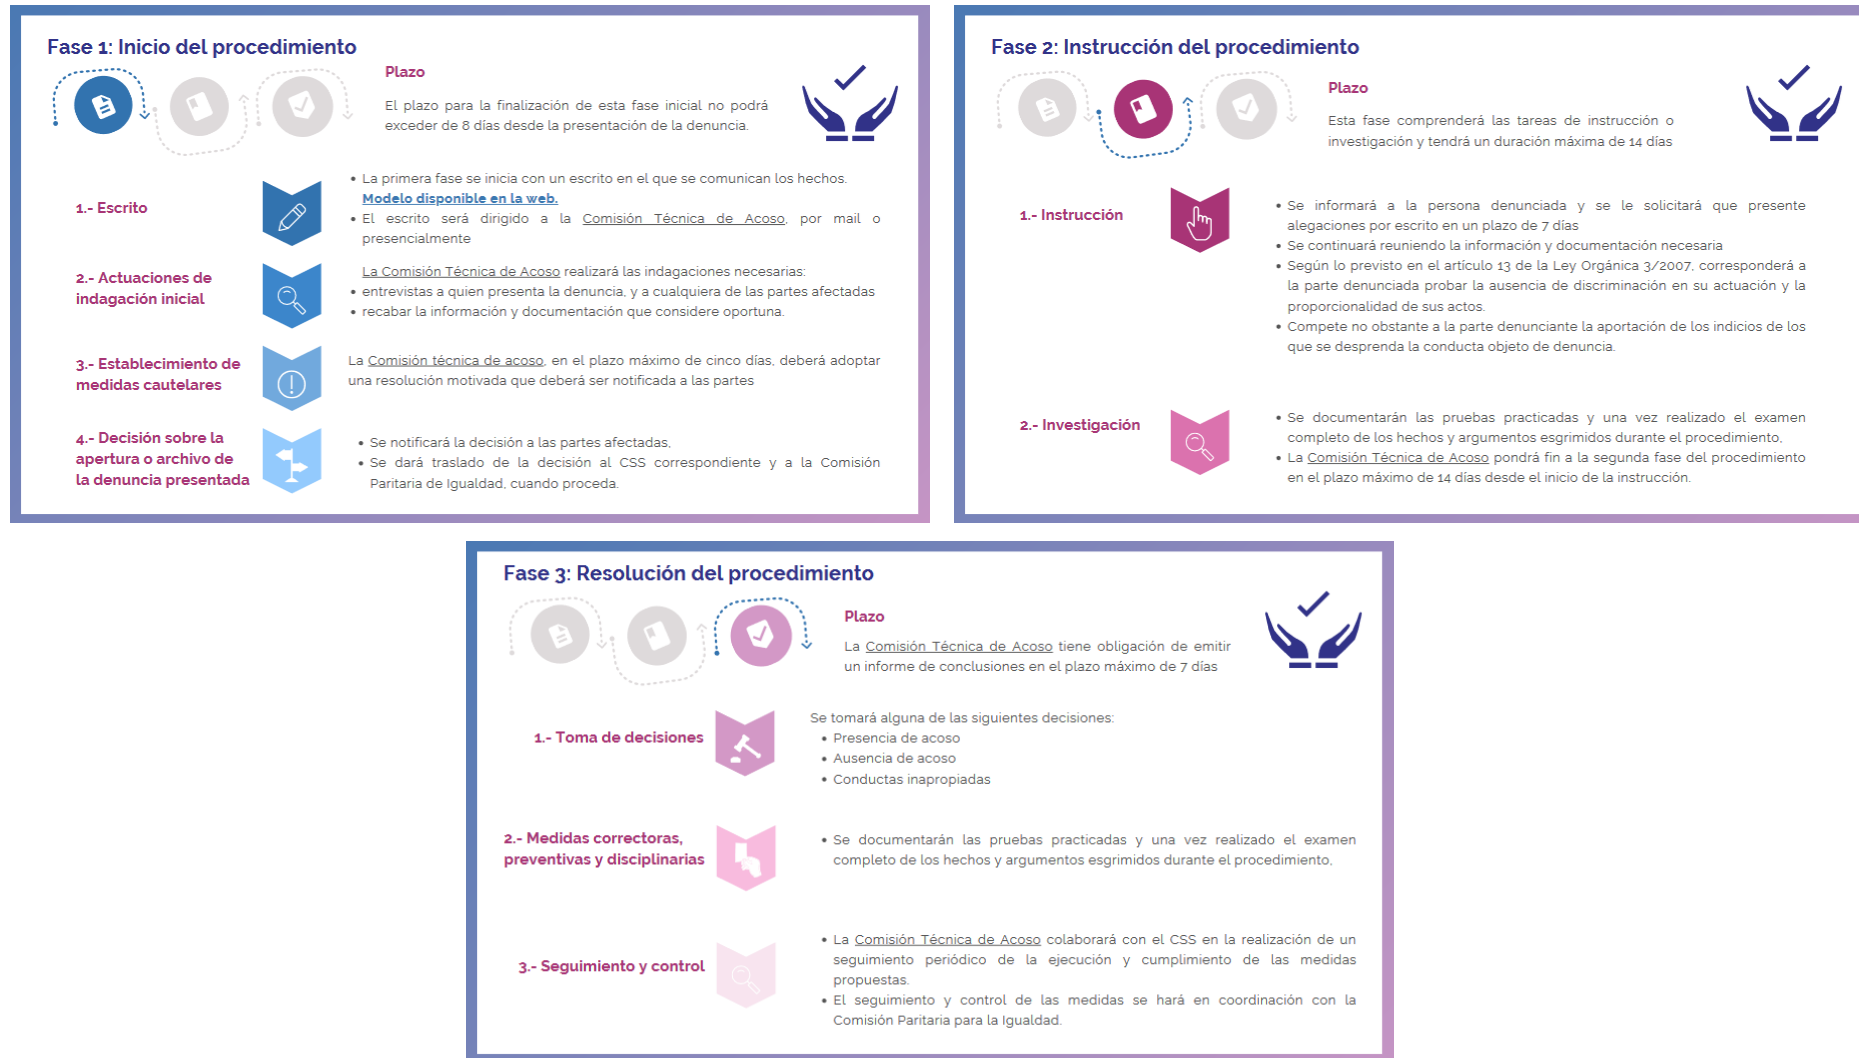 Fase 1: Inicio del procedimiento
Plazo
El plazo para la finalización de esta fase inicial no podrá
exceder de 8 días desde la presentación de la denuncia.
1.- Escrito
• La primera fase se inicia con un escrito en el que se comunican los hechos.
Modelo disponible en la web.
• El escrito será dirigido a la Comisión Técnica de Acoso, por mail o
presencialmente
2.- Actuaciones de
indagación inicial
La Comisión Técnica de Acoso realizará las indagaciones necesarias:
• entrevistas a quien presenta la denuncia, y a cualquiera de las partes afectadas
• recabar la información y documentación que considere oportuna.
3.- Establecimiento de
medidas cautelares
La Comisión técnica de acoso, en el plazo máximo de cinco días, deberá adoptar
una resolución motivada que deberá ser notificada a las partes
4.- Decisión sobre la
apertura o archivo de
la denuncia presentada
• Se notificará la decisión a las partes afectadas,
• Se dará traslado de la decisión al CSS correspondiente y a la Comisión
Paritaria de Igualdad, cuando proceda.
Fase 2: Instrucción del procedimiento
Plazo
Esta fase comprenderá las tareas de instrucción o
investigación y tendrá un duración máxima de 14 días
1.- Instrucción
• Se informará a la persona denunciada y se le solicitará que presente
alegaciones por escrito en un plazo de 7 días
• Se continuará reuniendo la información y documentación necesaria
• Según lo previsto en el artículo 13 de la Ley Orgánica 3/2007, corresponderá a
la parte denunciada probar la ausencia de discriminación en su actuación y la
proporcionalidad de sus actos.
• Compete no obstante a la parte denunciante la aportación de los indicios de los
que se desprenda la conducta objeto de denuncia.
2.- Investigación
• Se documentarán las pruebas practicadas y una vez realizado el examen
completo de los hechos y argumentos esgrimidos durante el procedimiento,
• La Comisión Técnica de Acoso pondrá fin a la segunda fase del procedimiento
en el plazo máximo de 14 días desde el inicio de la instrucción.
Fase 3: Resolución del procedimiento
Plazo
La Comisión Técnica de Acoso tiene obligación de emitir
un informe de conclusiones en el plazo máximo de 7 días
1.- Toma de decisiones
Se tomará alguna de las siguientes decisiones:
• Presencia de acoso
• Ausencia de acoso
• Conductas inapropiadas
2.- Medidas correctoras,
preventivas y disciplinarias
• Se documentarán las pruebas practicadas y una vez realizado el examen
completo de los hechos y argumentos esgrimidos durante el procedimiento,
3.- Seguimiento y control
• La Comisión Técnica de Acoso colaborará con el CSS en la realización de un
seguimiento periódico de la ejecución y cumplimiento de las medidas
propuestas.
• El seguimiento y control de las medidas se hará en coordinación con la
Comisión Paritaria para la Igualdad.